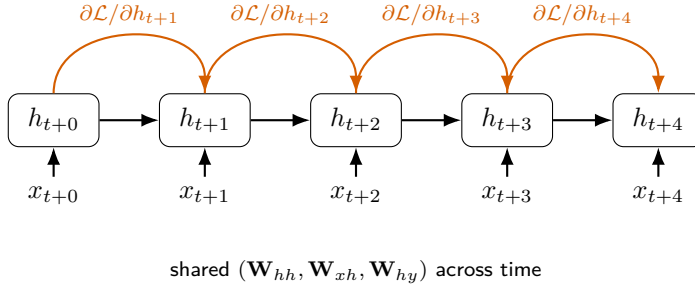 ∂ℒ/∂h_{t+1} ∂ℒ/∂h_{t+2} ∂ℒ/∂h_{t+3} ∂ℒ/∂h_{t+4}
h_{t+0} h_{t+1} h_{t+2} h_{t+3} h_{t+4}
x_{t+0} x_{t+1} x_{t+2} x_{t+3} x_{t+4}
shared (𝐖_{hh}, 𝐖_{xh}, 𝐖_{hy}) across time